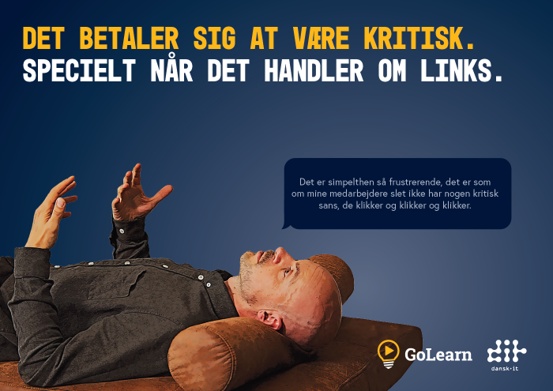 DET BETALER SIG AT VÆRE KRITISK.
SPECIELT NÅR DET HANDLER OM LINKS.
Det er simpelthen så frustrerende, det er som
om mine medarbejdere slet ikke har nogen kritisk
sans, de klikker og klikker og klikker.
GoLearn
dansk·it